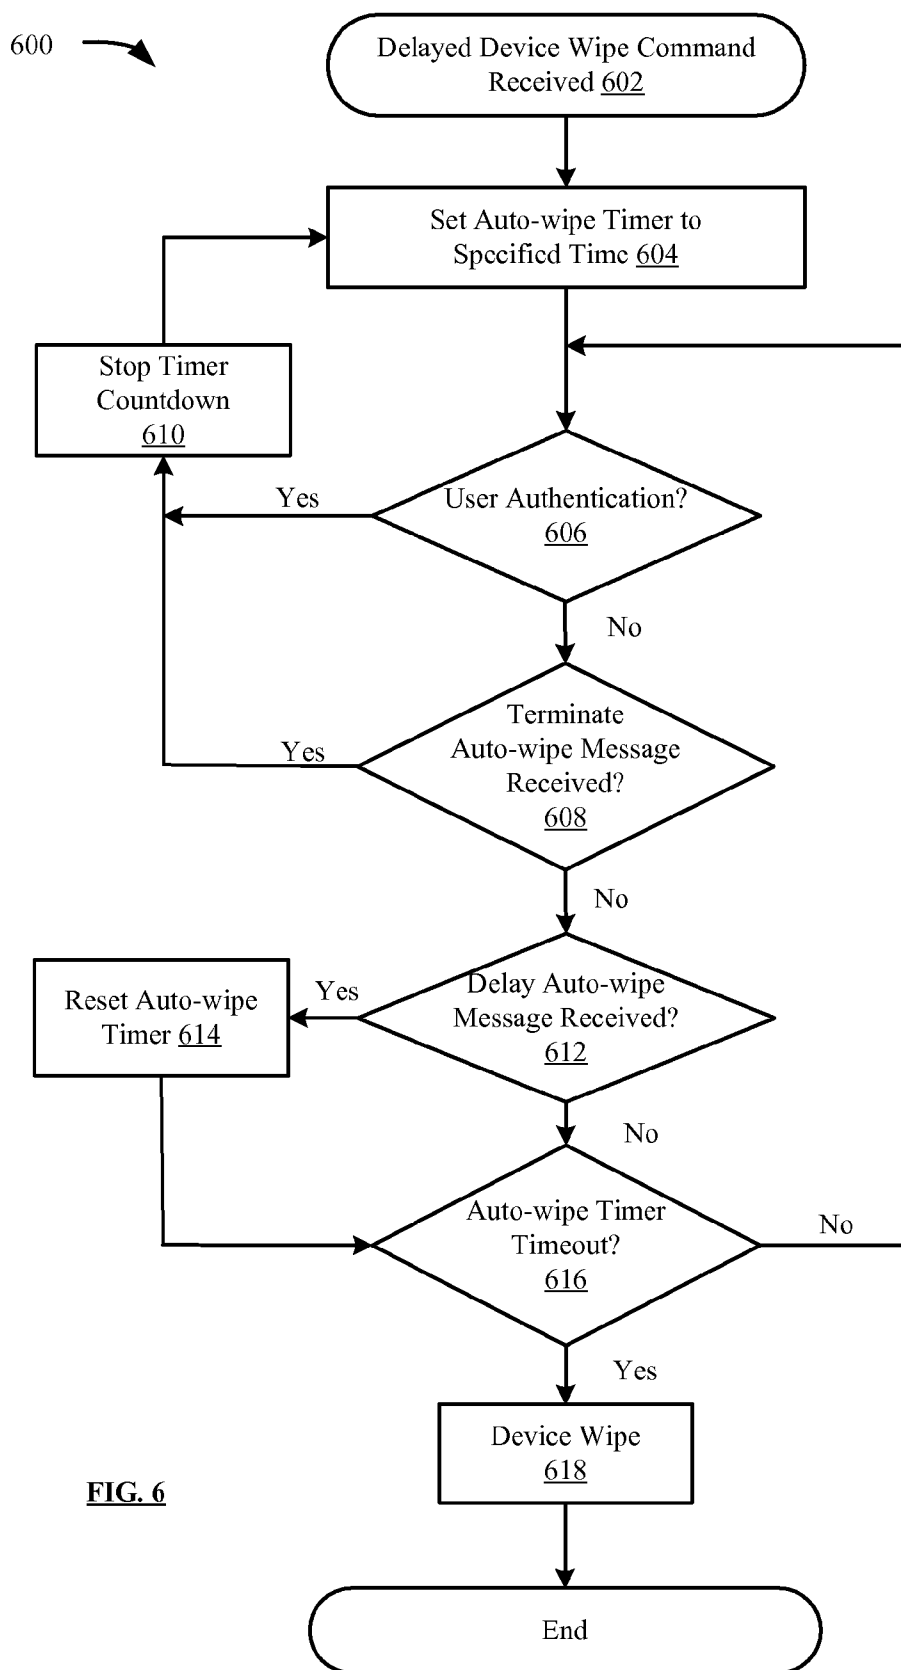 600
Delayed Device Wipe Command
Received 602
Set Auto-wipe Timer to
Specified Time 604
Stop Timer
Countdown
610
Yes
User Authentication?
606
No
Terminate
Auto-wipe Message
Received?
608
Yes
No
Delay Auto-wipe
Message Received?
612
Yes
Reset Auto-wipe
Timer 614
No
Auto-wipe Timer
Timeout?
616
No
Yes
Device Wipe
618
FIG. 6
End